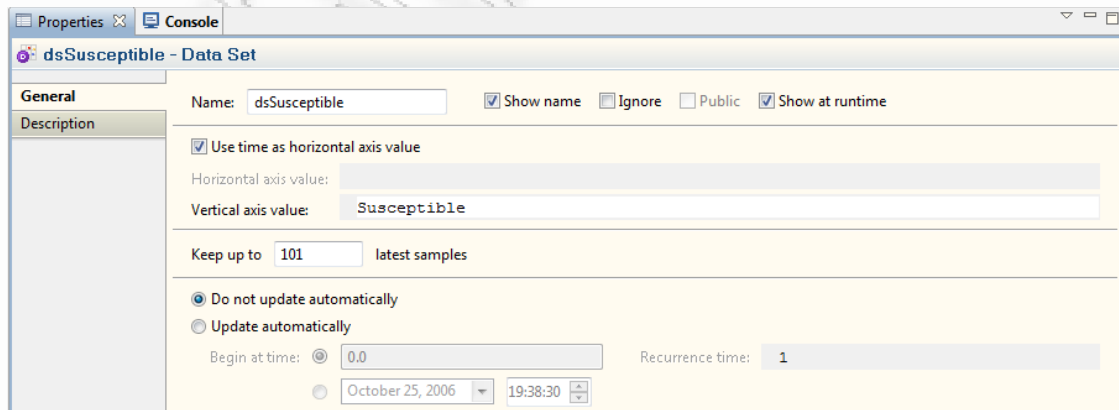 Properties Console
dsSusceptible - Data Set
General
Description
Name: dsSusceptible Show name Ignore Public Show at runtime
Use time as horizontal axis value
Horizontal axis value:
Vertical axis value: Susceptible
Keep up to 101 latest samples
Do not update automatically
Update automatically
Begin at time: 0.0 Recurrence time: 1
October 25, 2006 19:38:30